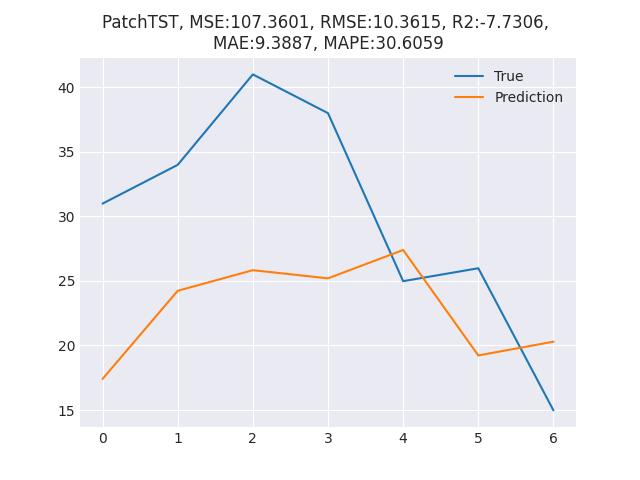 PatchTST, MSE:107.3601, RMSE:10.3615, R2:-7.7306,
MAE:9.3887, MAPE:30.6059
True
Prediction
40
35
30
25
20
15
0 1 2 3 4 5 6